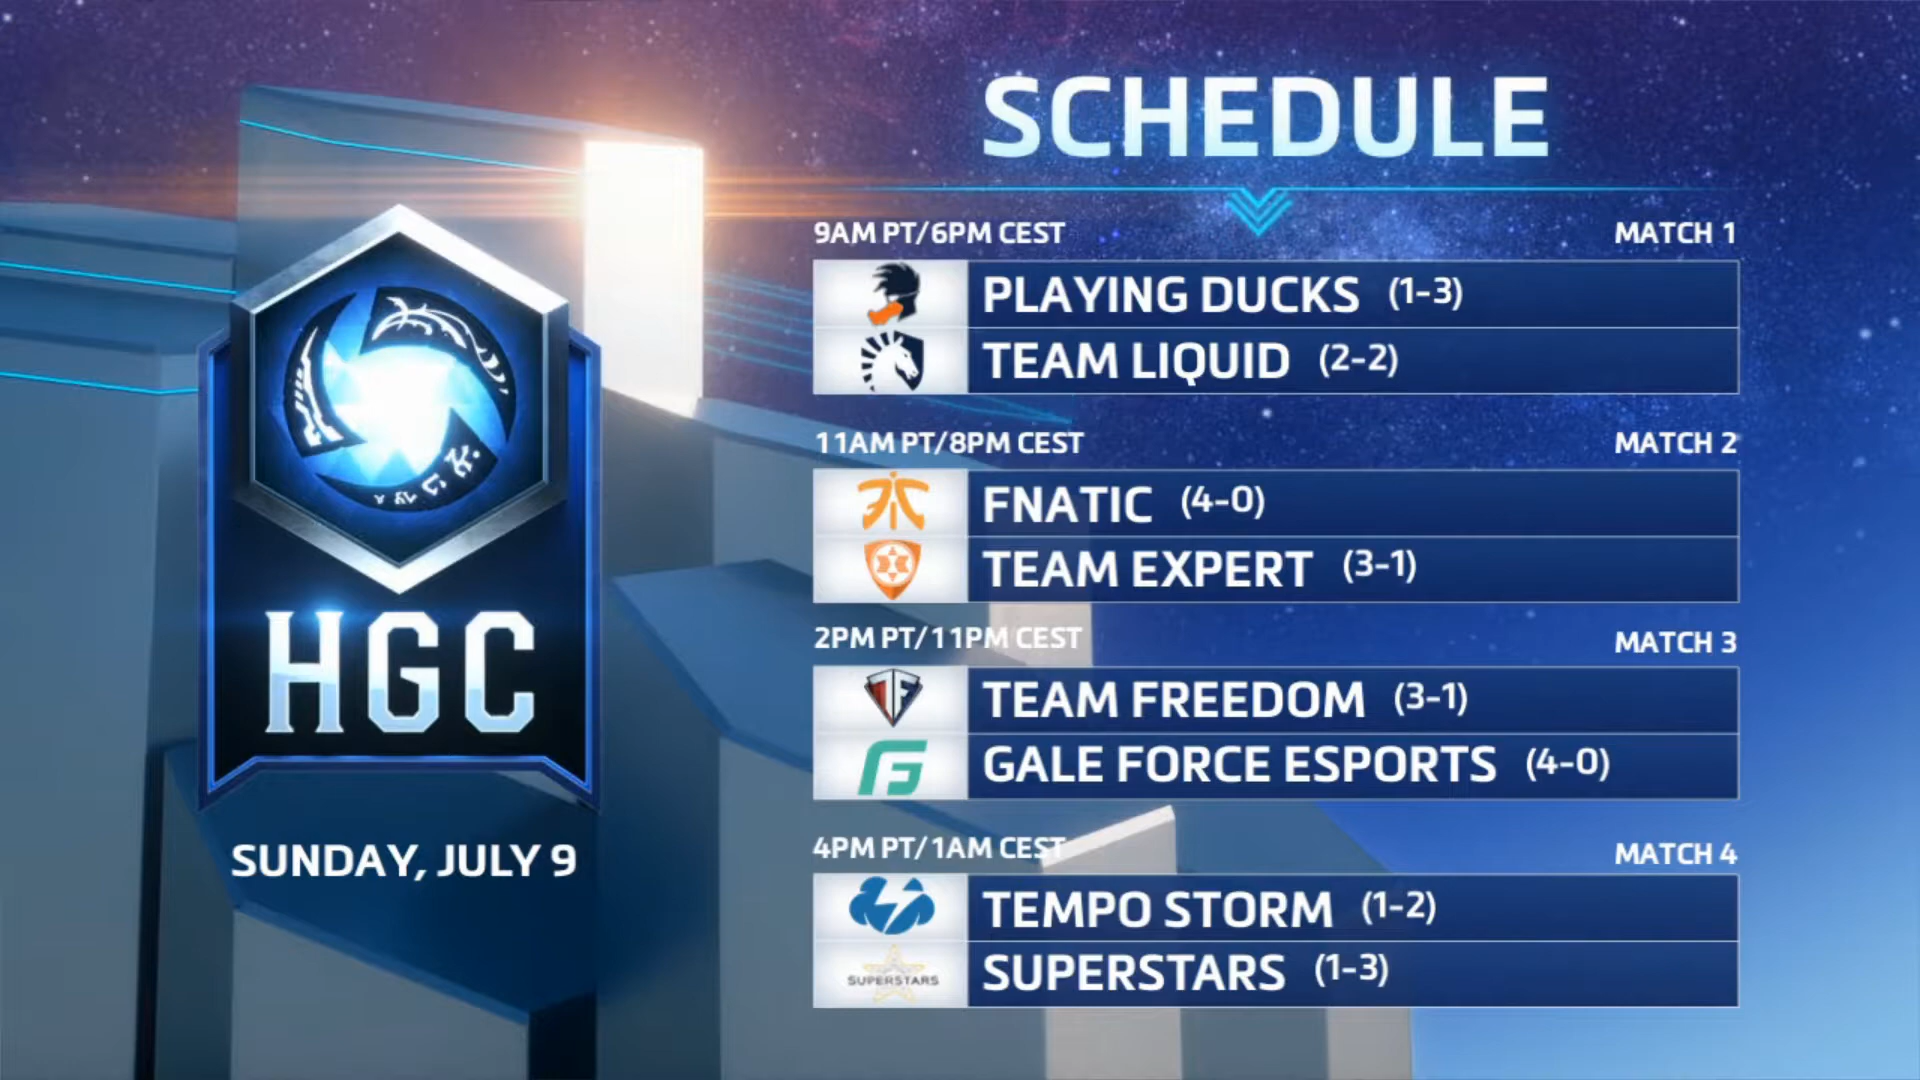 SCHEDULE
9AM PT/6PM CEST MATCH 1
PLAYING DUCKS (1-3)
TEAM LIQUID (2-2)
11AM PT/8PM CEST MATCH 2
FNATIC (4-0)
TEAM EXPERT (3-1)
2PM PT/11PM CEST MATCH 3
TEAM FREEDOM (3-1)
GALE FORCE ESPORTS (4-0)
4PM PT/1AM CEST MATCH 4
TEMPO STORM (1-2)
SUPERSTARS
SUPERSTARS (1-3)
HGC
SUNDAY, JULY 9